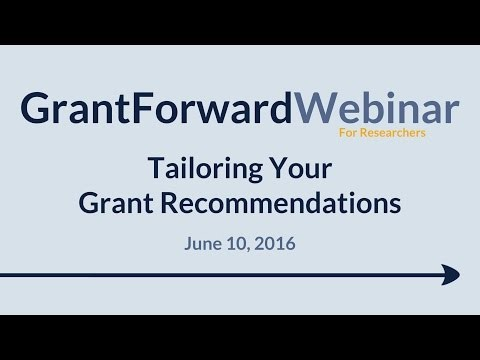 GrantForwardWebinar
For Researchers
Tailoring Your
Grant Recommendations
June 10, 2016